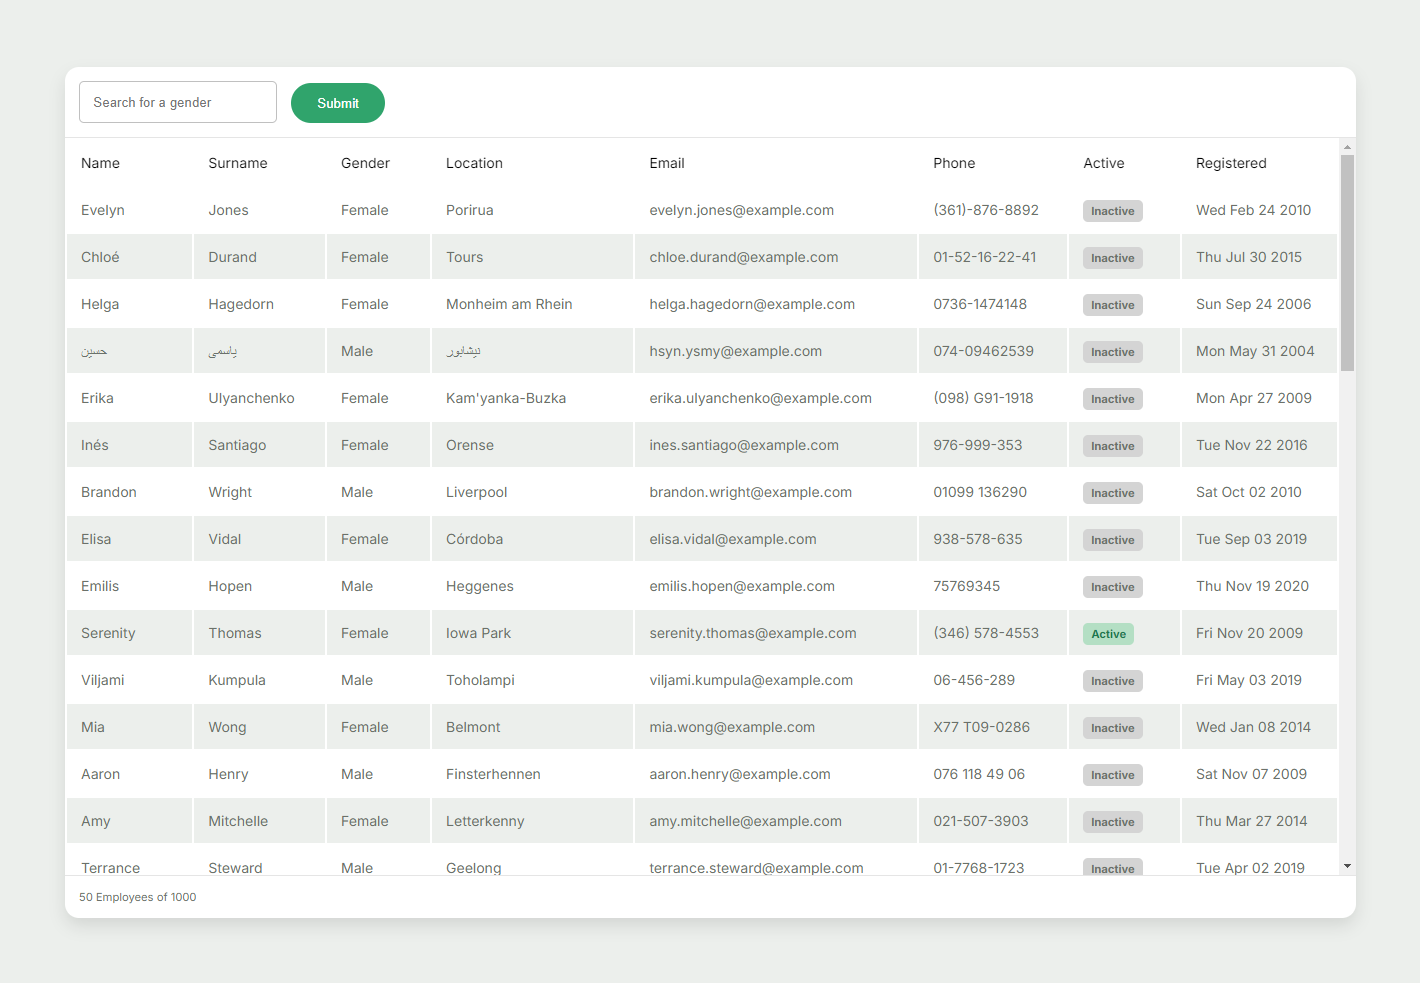 Search for a gender Submit
Name Surname Gender Location Email Phone Active Registered
Evelyn Jones Female Porirua evelyn.jones@example.com (361)-876-8892 Inactive Wed Feb 24 2010
Chloé Durand Female Tours chloe.durand@example.com 01-52-16-22-41 Inactive Thu Jul 30 2015
Helga Hagedorn Female Monheim am Rhein helga.hagedorn@example.com 0736-1474148 Inactive Sun Sep 24 2006
حسین یاسمی Male نیشابور hsyn.ysmy@example.com 074-09462539 Inactive Mon May 31 2004
Erika Ulyanchenko Female Kam'yanka-Buzka erika.ulyanchenko@example.com (098) G91-1918 Inactive Mon Apr 27 2009
Inés Santiago Female Orense ines.santiago@example.com 976-999-353 Inactive Tue Nov 22 2016
Brandon Wright Male Liverpool brandon.wright@example.com 01099 136290 Inactive Sat Oct 02 2010
Elisa Vidal Female Córdoba elisa.vidal@example.com 938-578-635 Inactive Tue Sep 03 2019
Emilis Hopen Male Heggenes emilis.hopen@example.com 75769345 Inactive Thu Nov 19 2020
Serenity Thomas Female Iowa Park serenity.thomas@example.com (346) 578-4553 Active Fri Nov 20 2009
Viljami Kumpula Male Toholampi viljami.kumpula@example.com 06-456-289 Inactive Fri May 03 2019
Mia Wong Female Belmont mia.wong@example.com X77 T09-0286 Inactive Wed Jan 08 2014
Aaron Henry Male Finsterhennen aaron.henry@example.com 076 118 49 06 Inactive Sat Nov 07 2009
Amy Mitchelle Female Letterkenny amy.mitchelle@example.com 021-507-3903 Inactive Thu Mar 27 2014
Terrance Steward Male Geelong terrance.steward@example.com 01-7768-1723 Inactive Tue Apr 02 2019
50 Employees of 1000